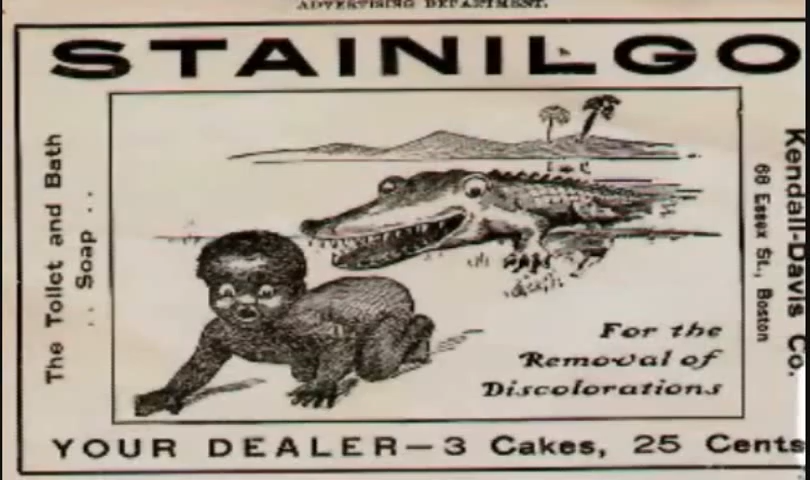 ADVERTISING DEPARTMENT.
STAINILGO
The Toilet and Bath
.. Soap ..
For the
Removal of
Discolorations
Kendall-Davis Co.
68 Essex St., Boston
YOUR DEALER—3 Cakes, 25 Cents